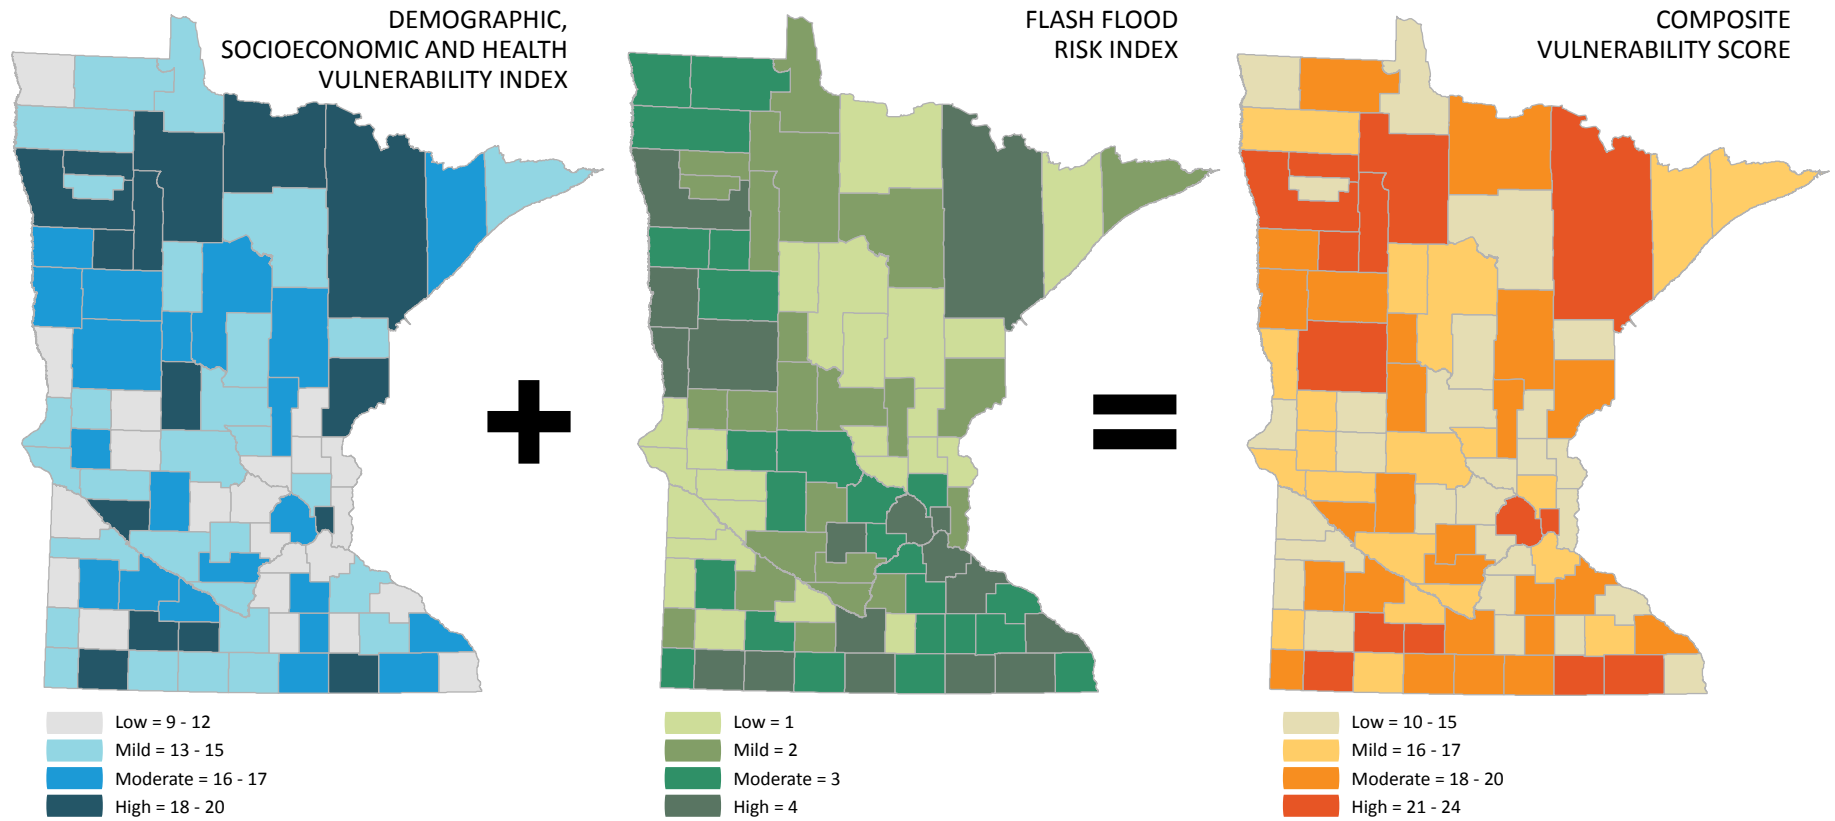 DEMOGRAPHIC,
SOCIOECONOMIC AND HEALTH
VULNERABILITY INDEX
Low = 9 - 12
Mild = 13 - 15
Moderate = 16 - 17
High = 18 - 20
+
FLASH FLOOD
RISK INDEX
Low = 1
Mild = 2
Moderate = 3
High = 4
=
COMPOSITE
VULNERABILITY SCORE
Low = 10 - 15
Mild = 16 - 17
Moderate = 18 - 20
High = 21 - 24